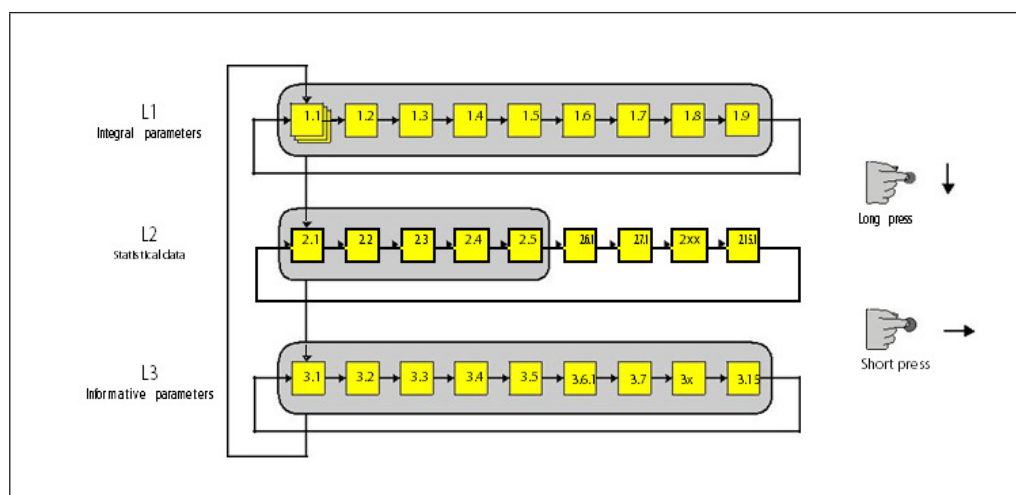 L1
Integral parameters
1.1 1.2 1.3 1.4 1.5 1.6 1.7 1.8 1.9
Long press
L2
Statistical data
2.1 2.2 2.3 2.4 2.5 2.6.1 2.7.1 2xx 2.15.1
Short press
L3
Informative parameters
3.1 3.2 3.3 3.4 3.5 3.6.1 3.7 3x 3.15